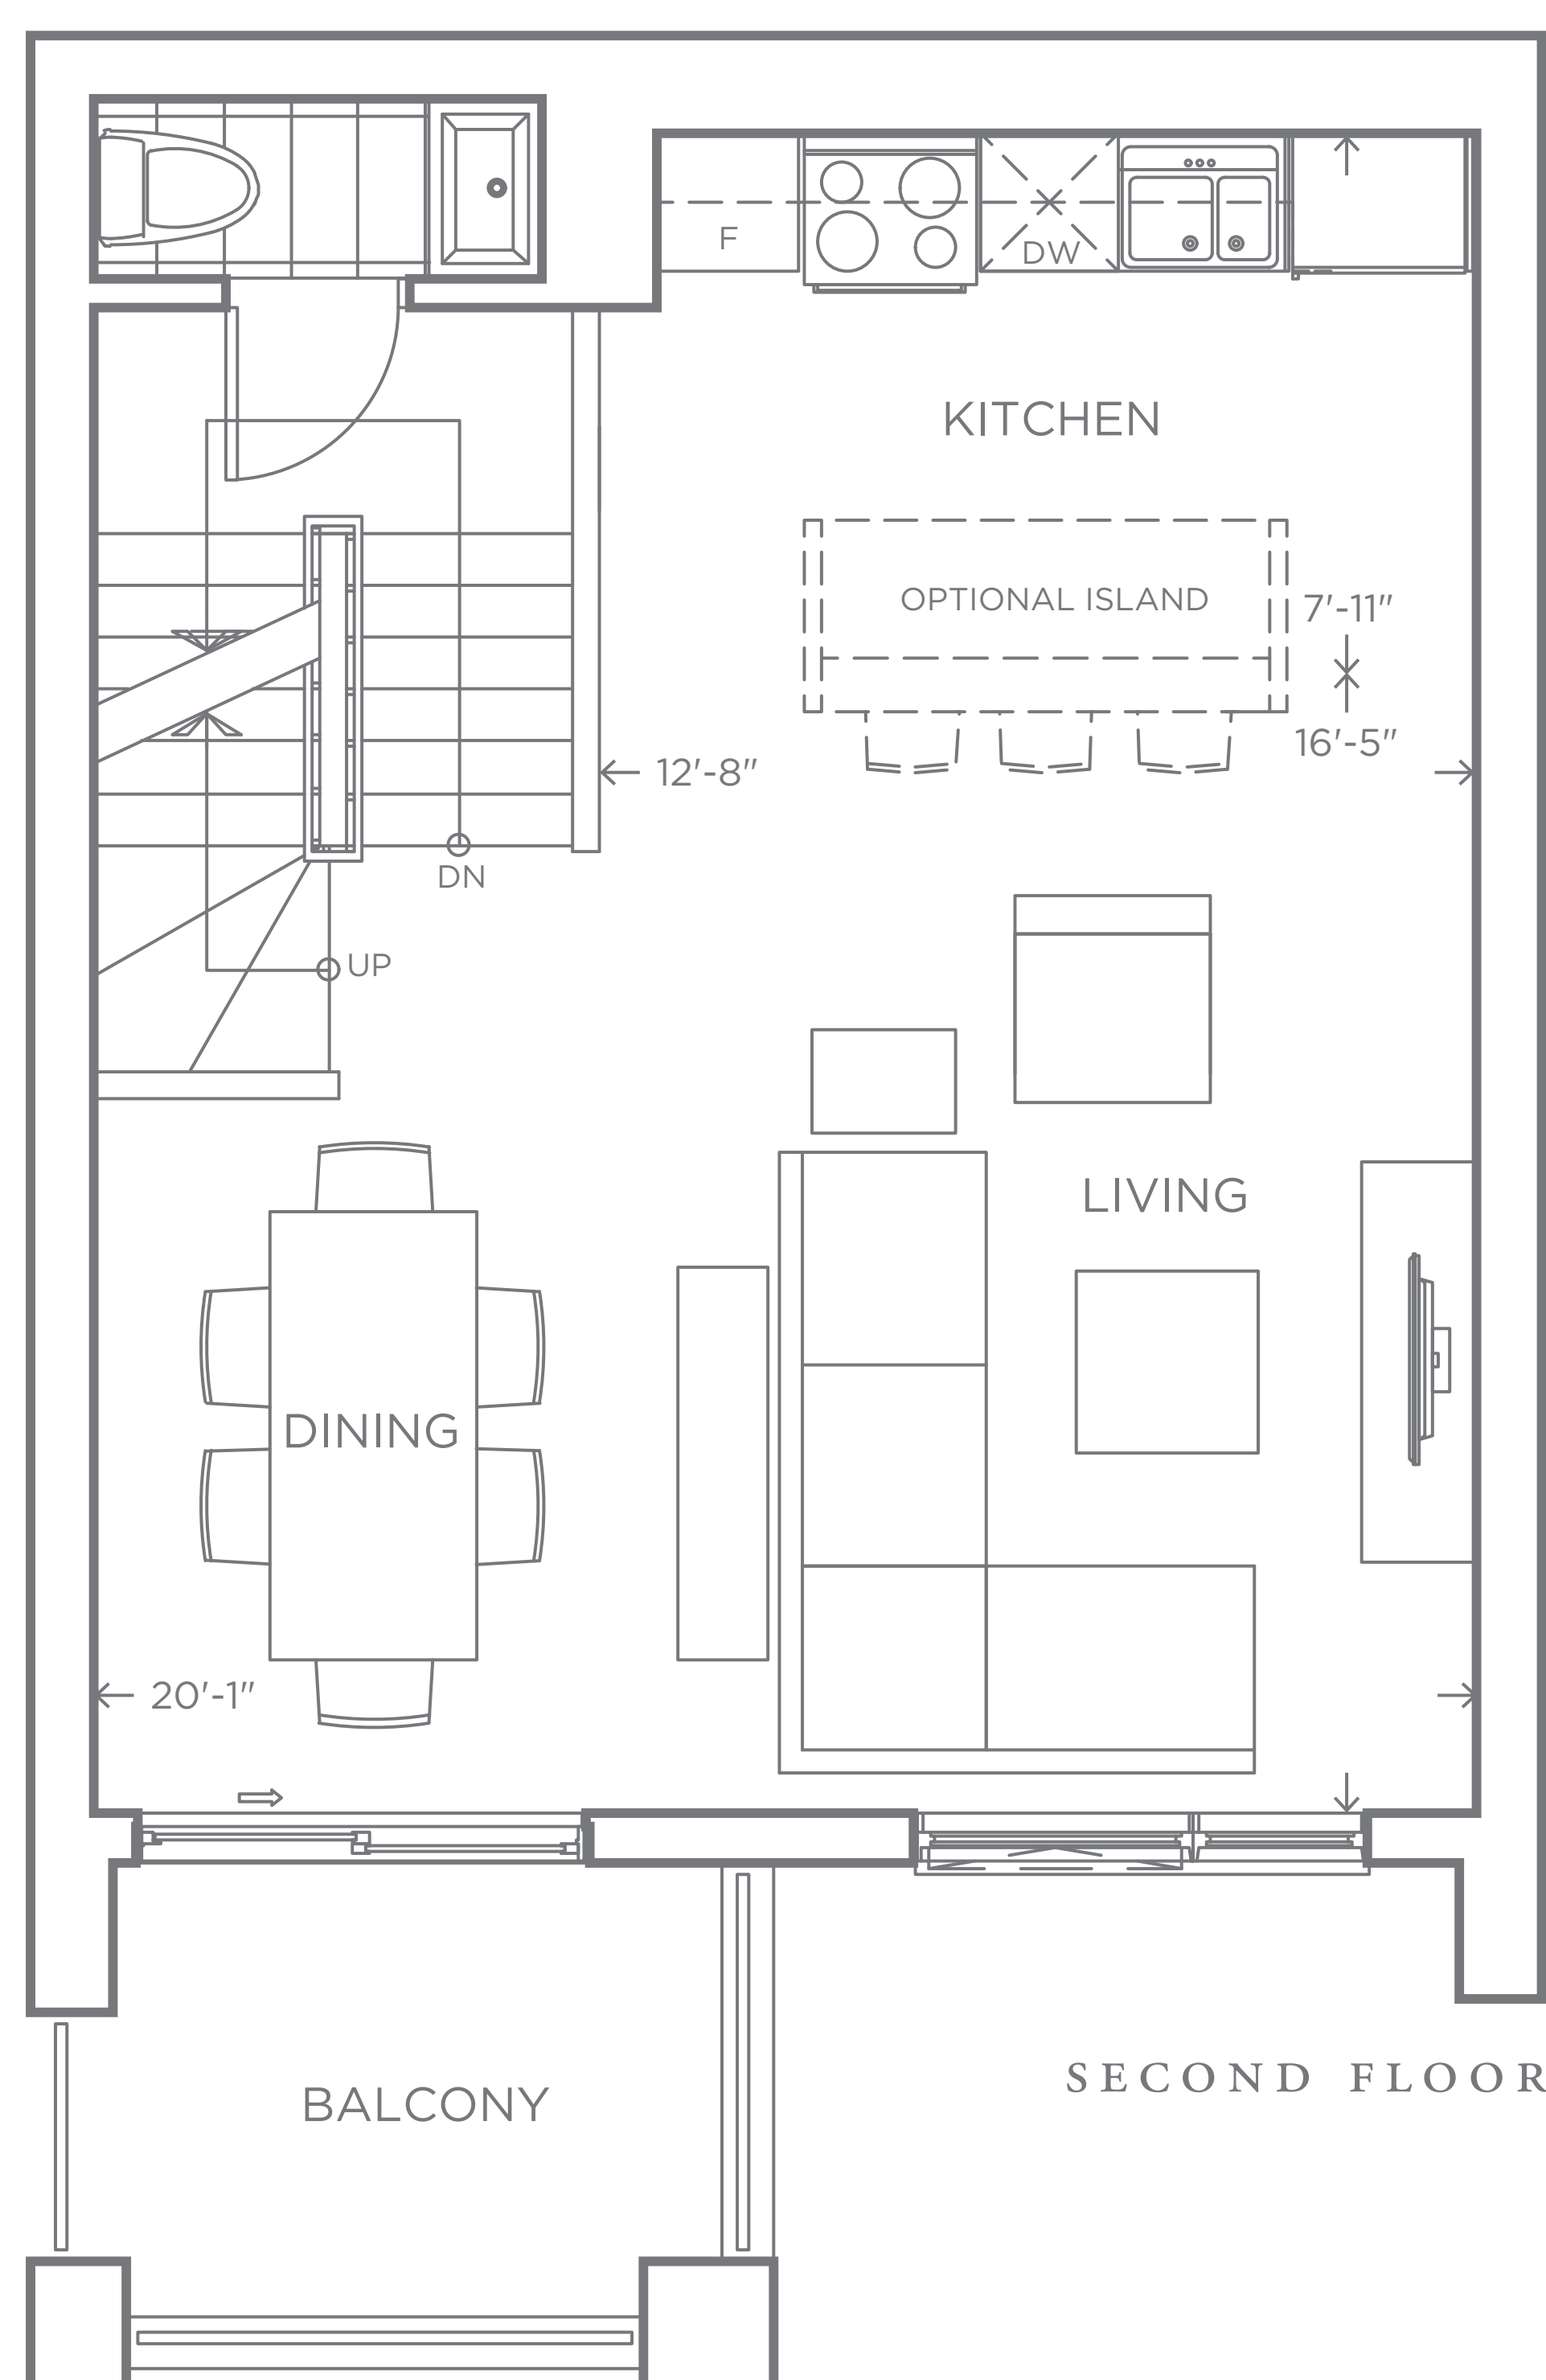 F
DW
KITCHEN
OPTIONAL ISLAND
7'-11"
16'-5"
12'-8"
DN
UP
LIVING
DINING
20'-1"
SECOND FLOOR
BALCONY